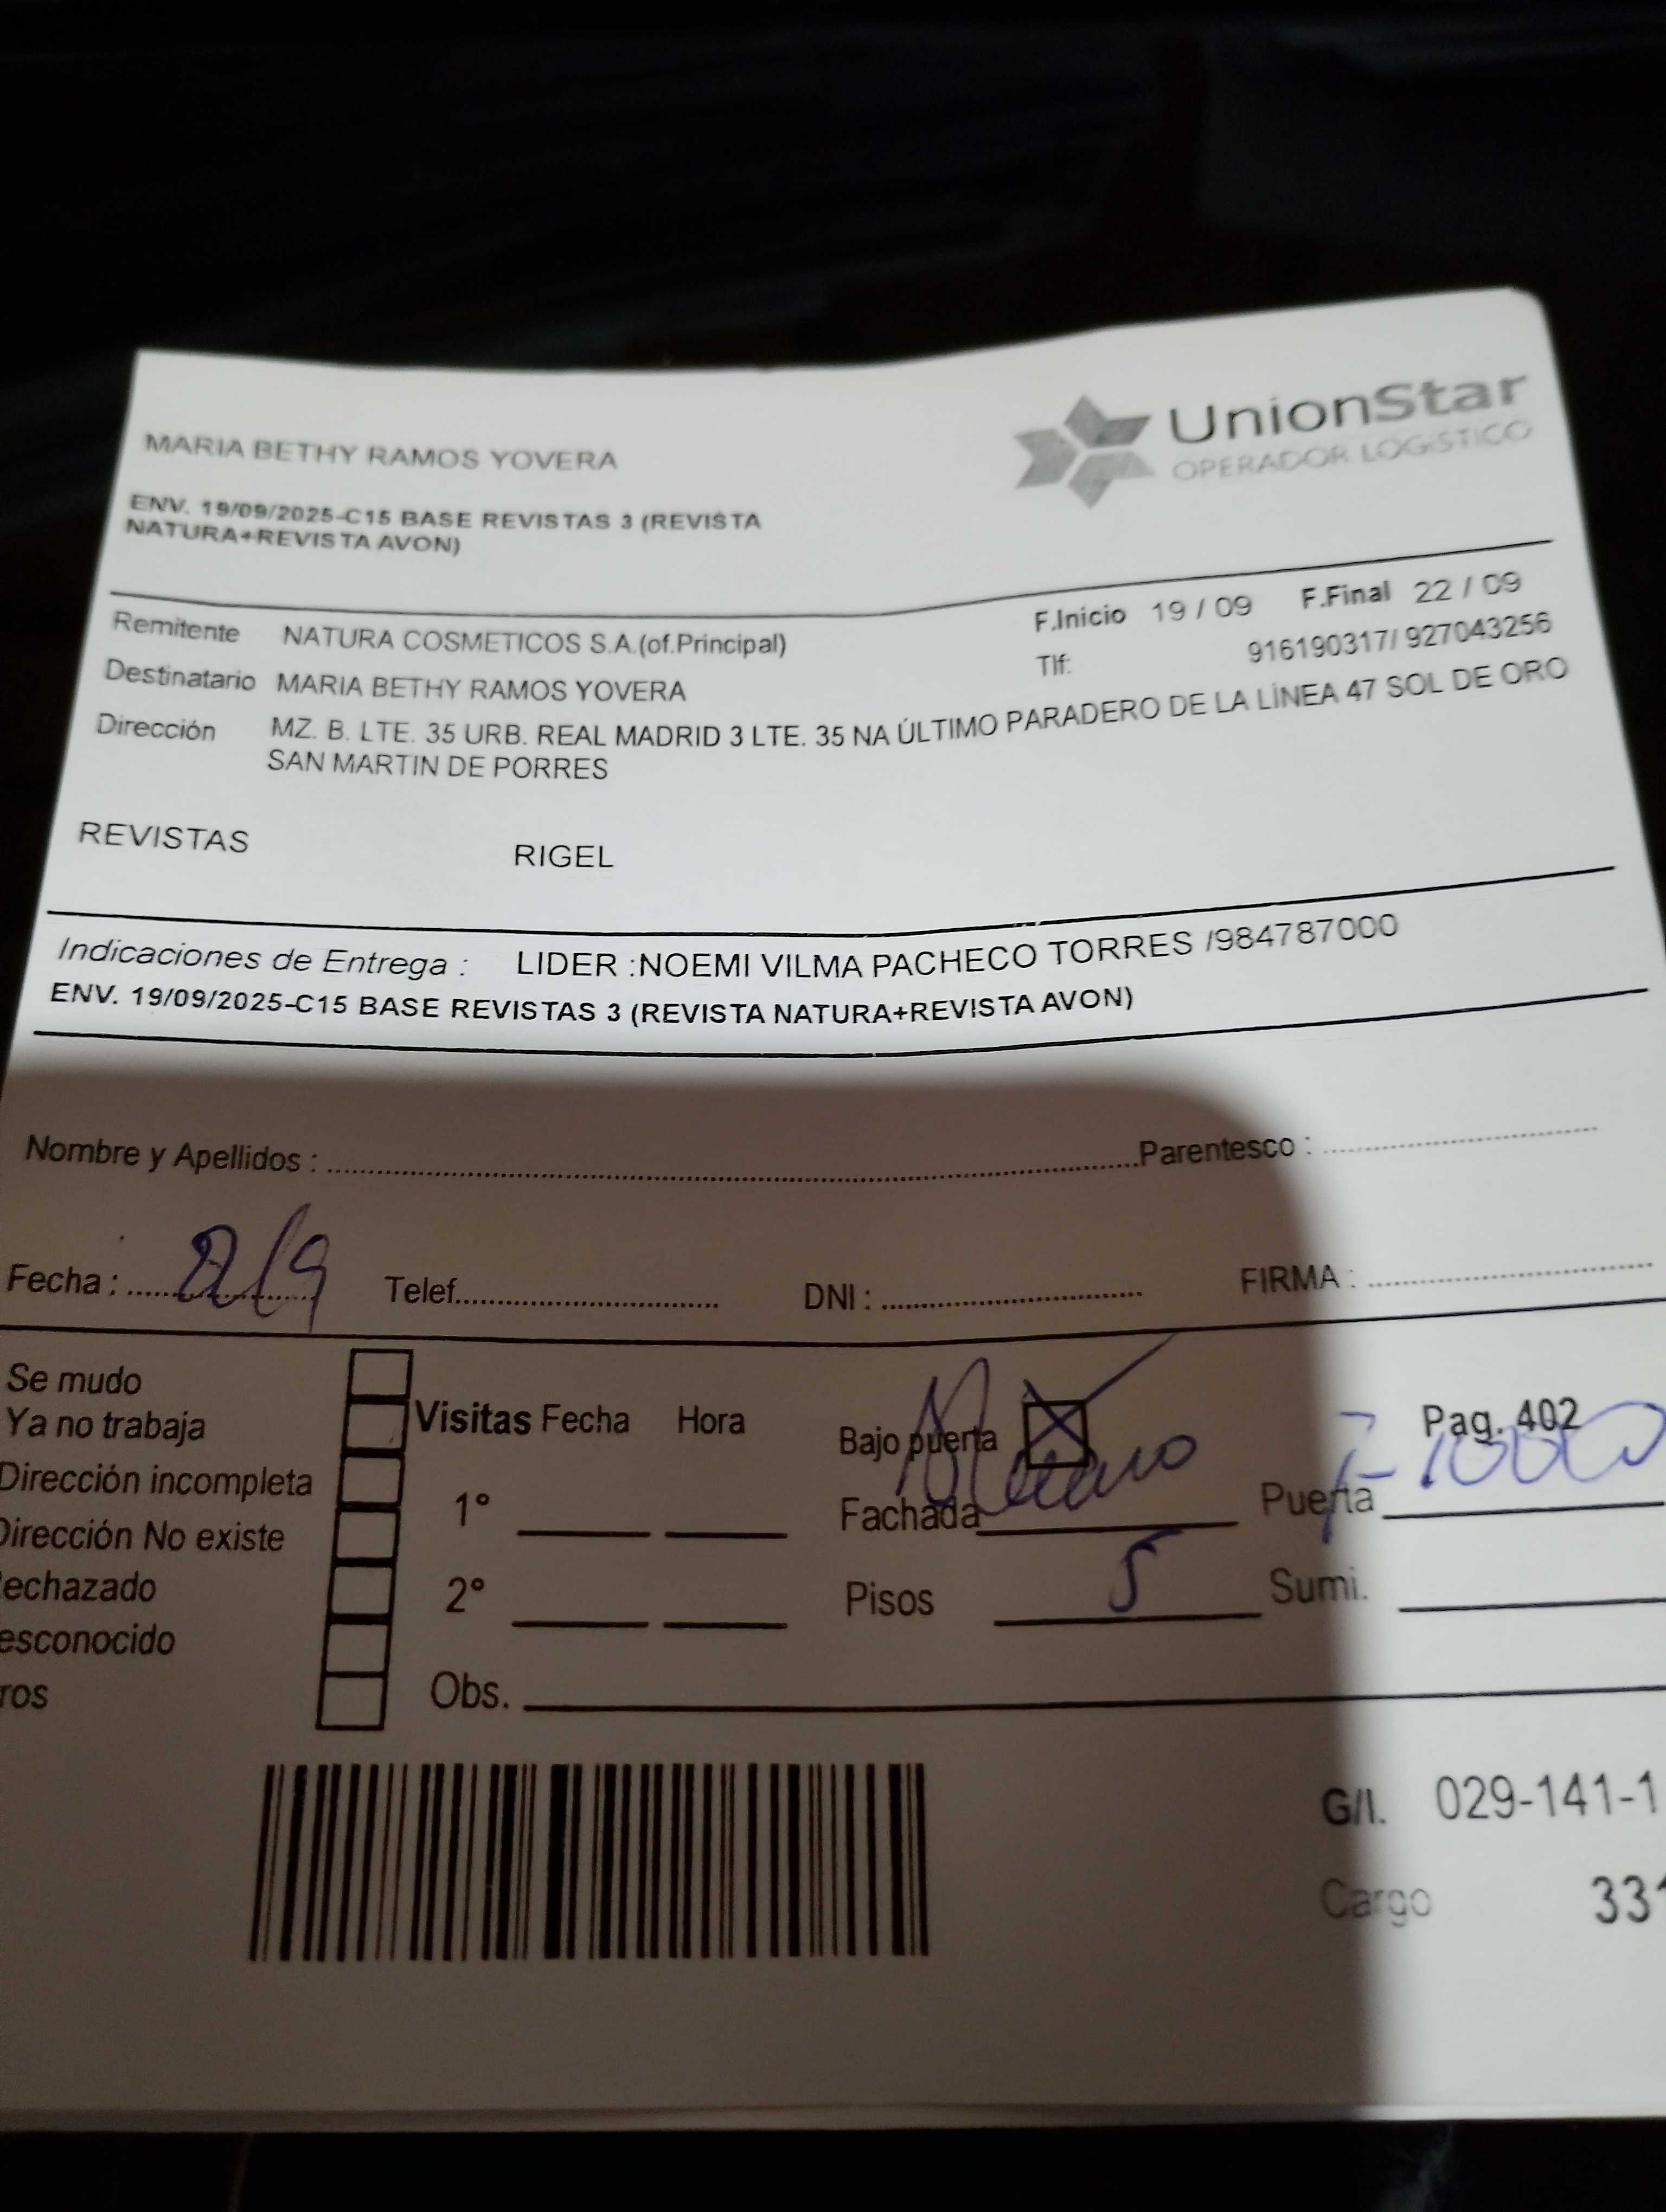 UnionStar
OPERADOR LOGÍSTICO
MARIA BETHY RAMOS YOVERA
ENV. 19/09/2025-C15 BASE REVISTAS 3 (REVISTA
NATURA+REVISTA AVON)
F.Inicio 19 / 09 F.Final 22 / 09
Remitente NATURA COSMETICOS S.A.(of.Principal)
Tlf: 916190317/ 927043256
Destinatario MARIA BETHY RAMOS YOVERA
Dirección MZ. B. LTE. 35 URB. REAL MADRID 3 LTE. 35 NA ÚLTIMO PARADERO DE LA LÍNEA 47 SOL DE ORO
SAN MARTIN DE PORRES
REVISTAS RIGEL
Indicaciones de Entrega : LIDER :NOEMI VILMA PACHECO TORRES /984787000
ENV. 19/09/2025-C15 BASE REVISTAS 3 (REVISTA NATURA+REVISTA AVON)
Nombre y Apellidos : Parentesco :
Fecha : Telef. DNI : FIRMA :
Se mudo
Ya no trabaja
Dirección incompleta
Dirección No existe
echazado
esconocido
ros
Visitas Fecha Hora
1°
2°
Obs.
Bajo puerta X
Fachada
Pisos 5
Pag. 402
Puerta
Sumi.
G/I. 029-141-1
Cargo 331